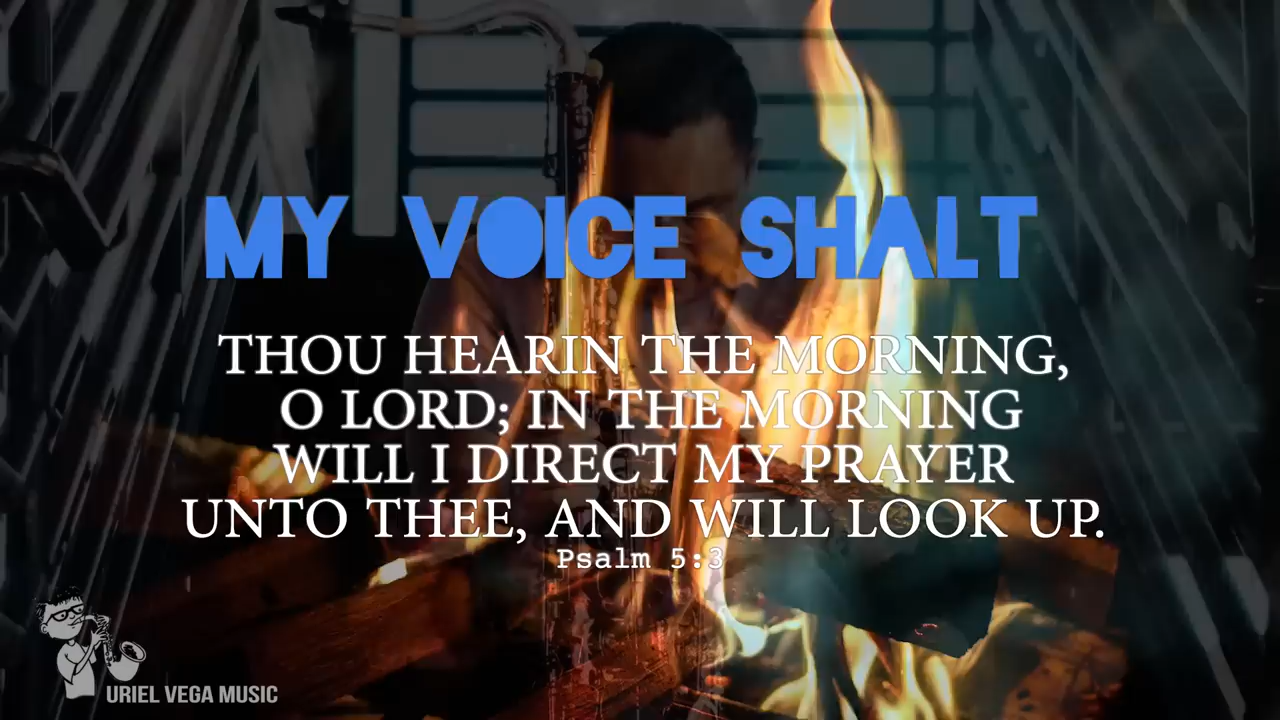 MY VOICE SHALT
THOU HEARIN THE MORNING,
O LORD; IN THE MORNING
WILL I DIRECT MY PRAYER
UNTO THEE, AND WILL LOOK UP.
Psalm 5:3
URIEL VEGA MUSIC